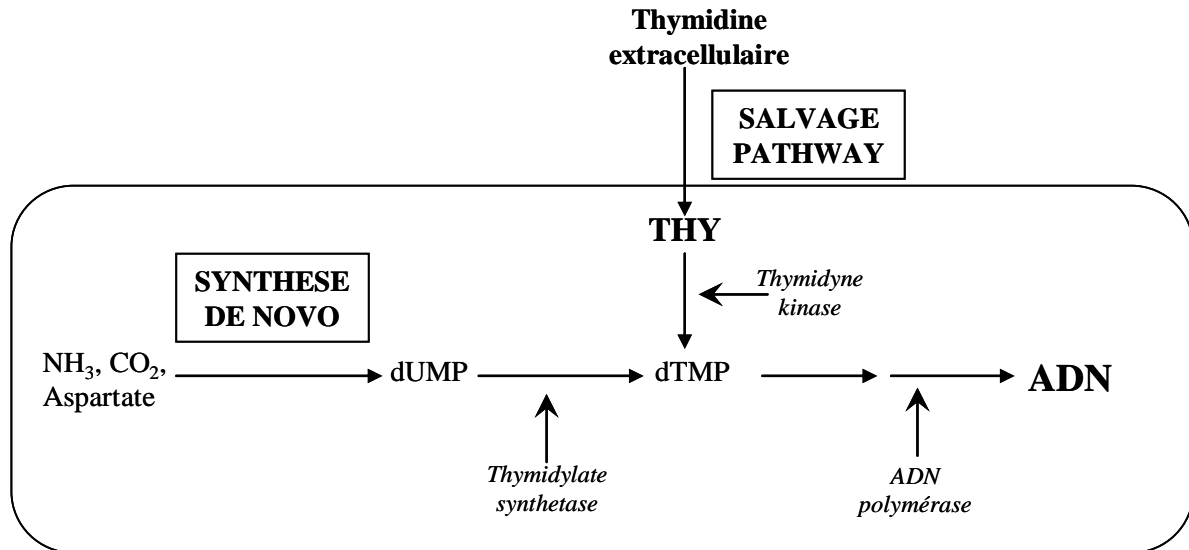 Thymidine
extracellulaire
SALVAGE
PATHWAY
THY
SYNTHESE
DE NOVO
Thymidyne
kinase
NH₃, CO₂,
Aspartate
dUMP
dTMP
ADN
Thymidylate
synthetase
ADN
polymérase